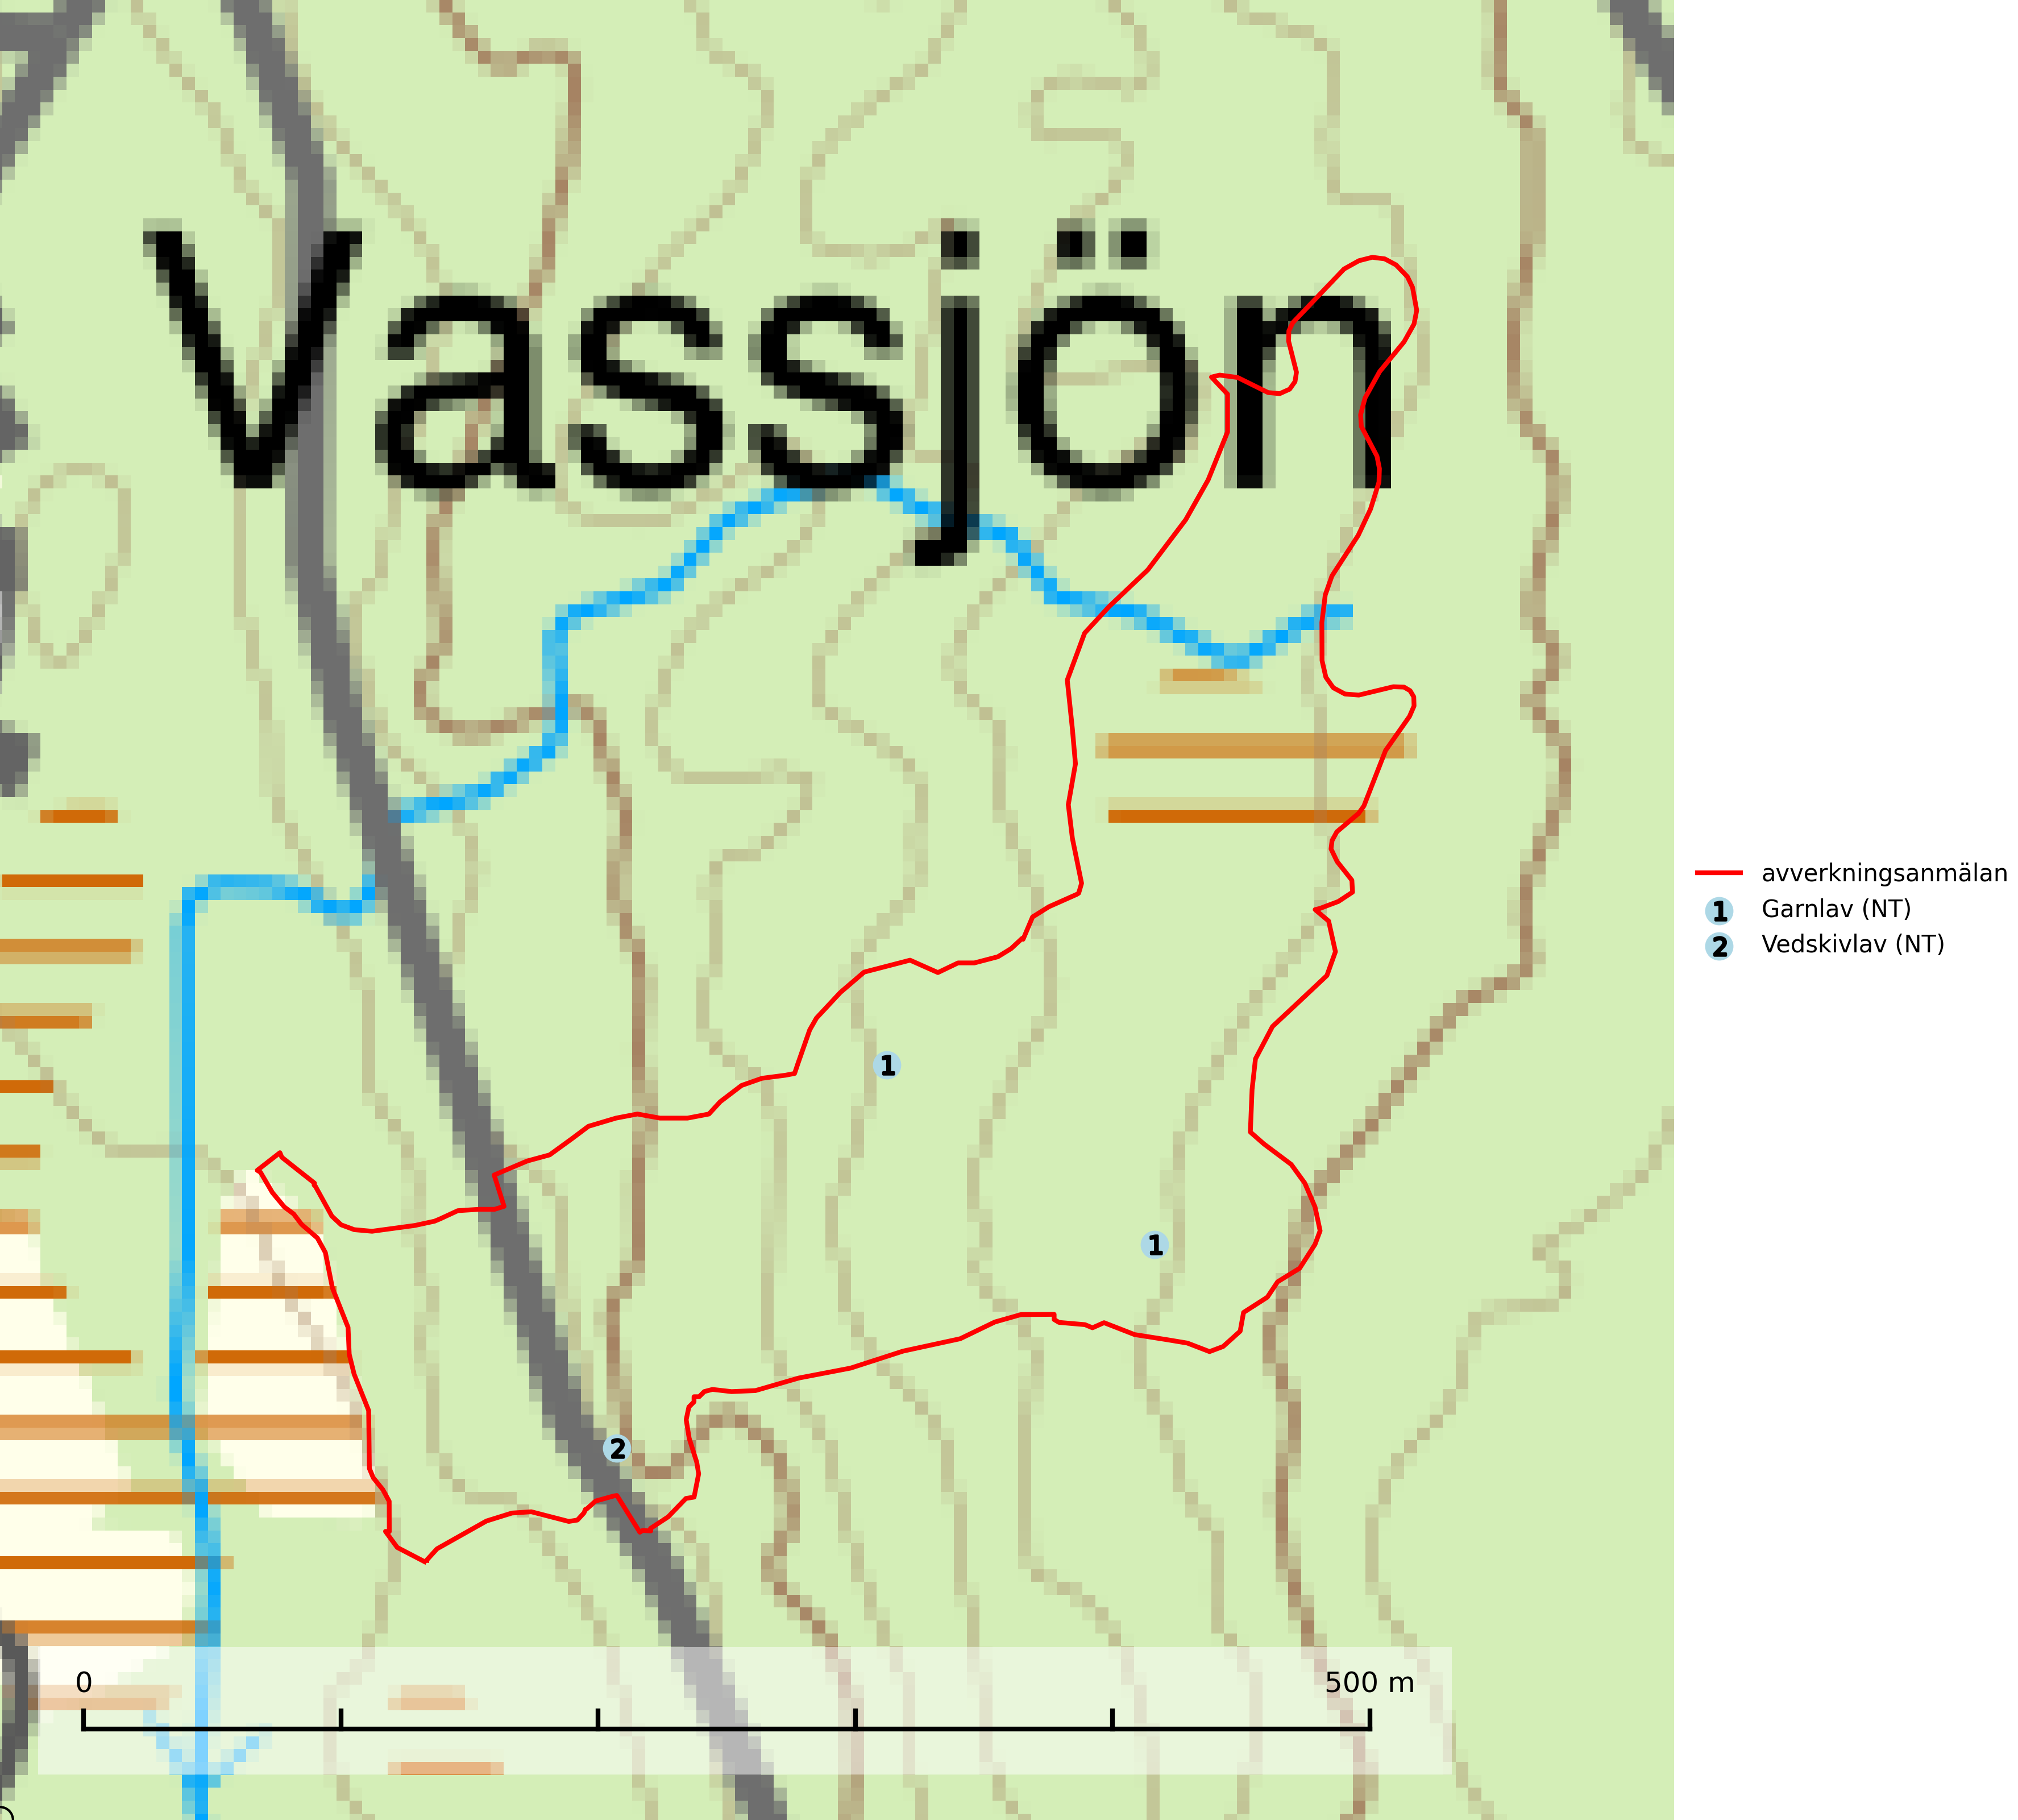 Vassjön
avverkningsanmälan
1 Garnlav (NT)
2 Vedskivlav (NT)
1
1
2
0 500 m